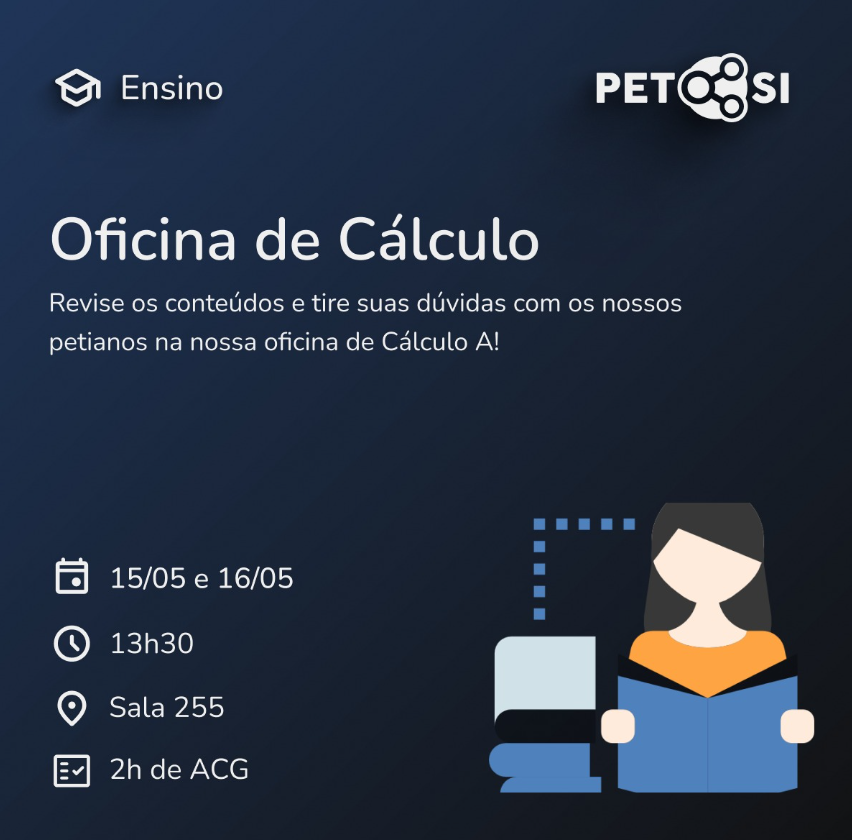 Ensino
PET SI
Oficina de Cálculo
Revise os conteúdos e tire suas dúvidas com os nossos
petianos na nossa oficina de Cálculo A!
15/05 e 16/05
13h30
Sala 255
2h de ACG